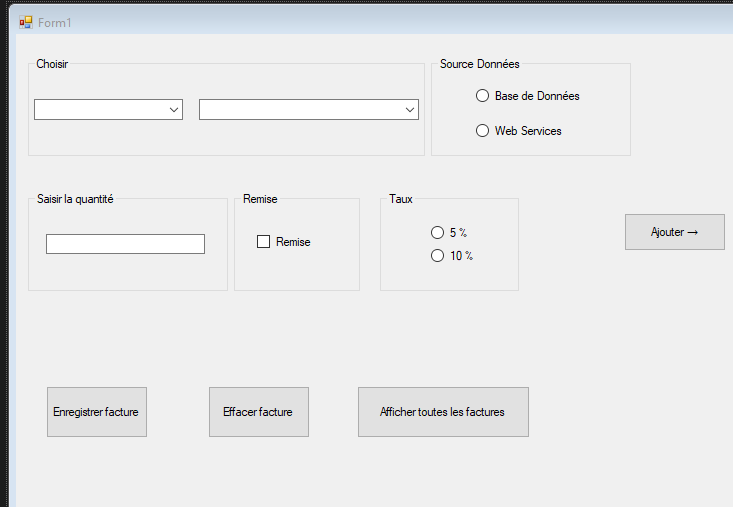 Form1
Choisir
Source Données
Base de Données
Web Services
Saisir la quantité
Remise
Taux
Remise
5 %
10 %
Ajouter →
Enregistrer facture
Effacer facture
Afficher toutes les factures